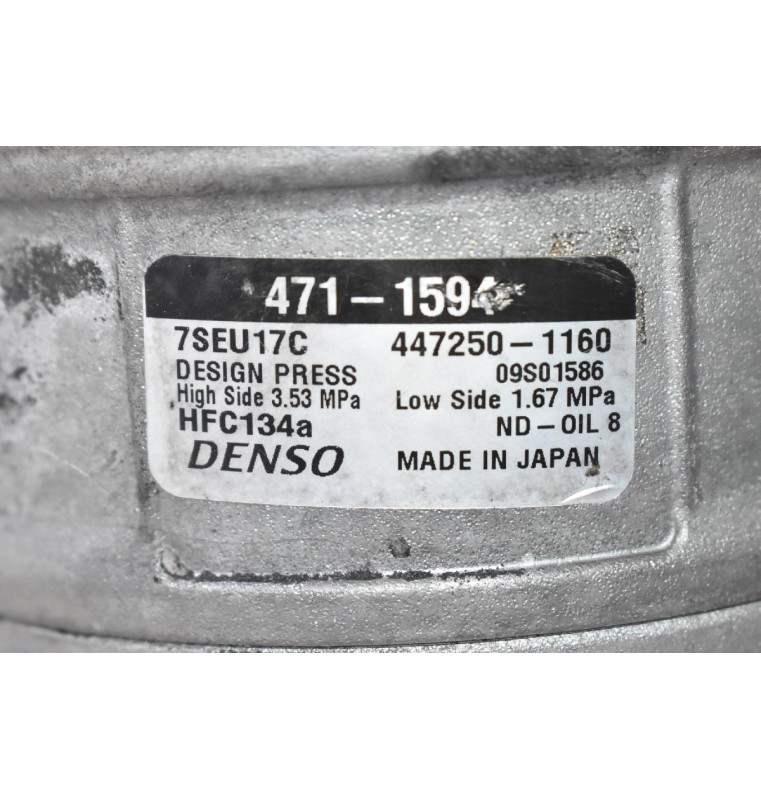 471-1594
7SEU17C 447250-1160
DESIGN PRESS 09S01586
High Side 3.53 MPa Low Side 1.67 MPa
HFC134a ND-OIL 8
DENSO MADE IN JAPAN